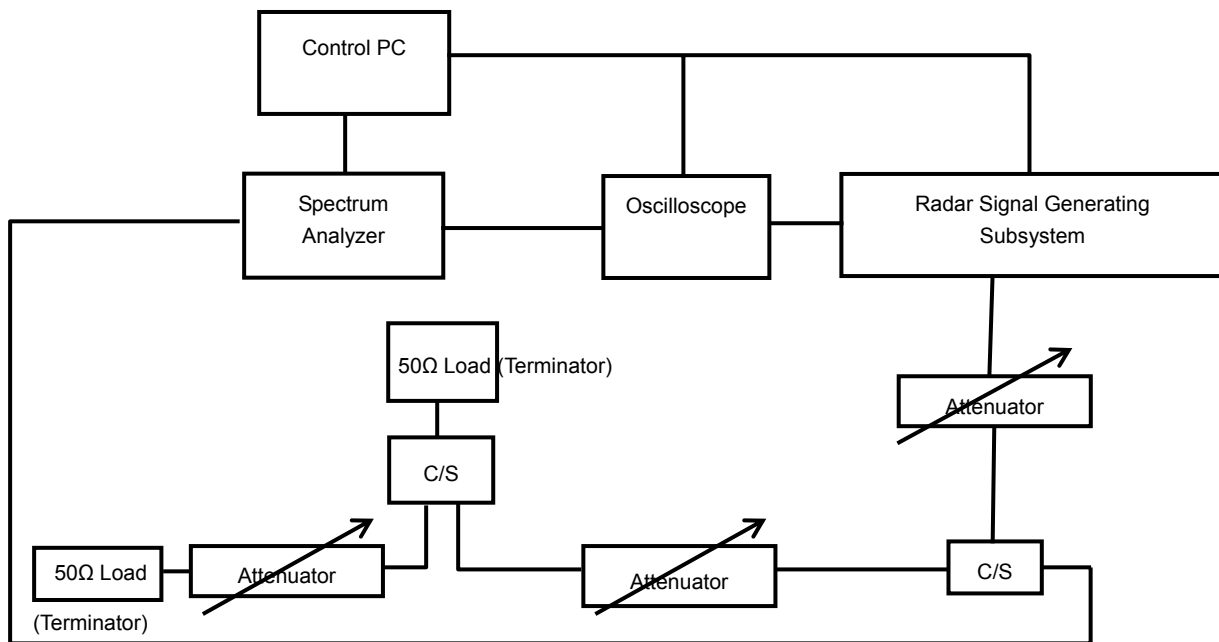 Control PC
Spectrum
Analyzer
Oscilloscope
Radar Signal Generating
Subsystem
50Ω Load (Terminator)
Attenuator
C/S
50Ω Load
(Terminator)
Attenuator
Attenuator
C/S